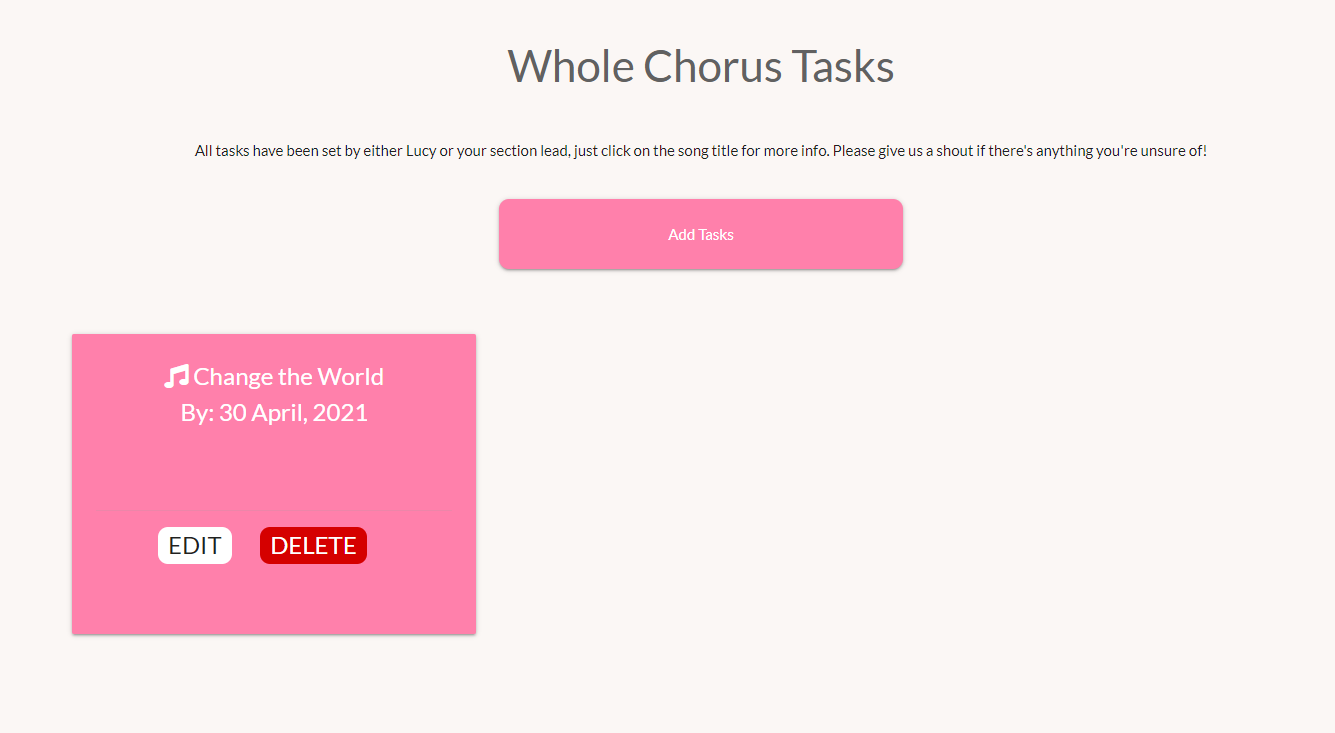 Whole Chorus Tasks
All tasks have been set by either Lucy or your section lead, just click on the song title for more info. Please give us a shout if there's anything you're unsure of!
Add Tasks
Change the World
By: 30 April, 2021
EDIT DELETE